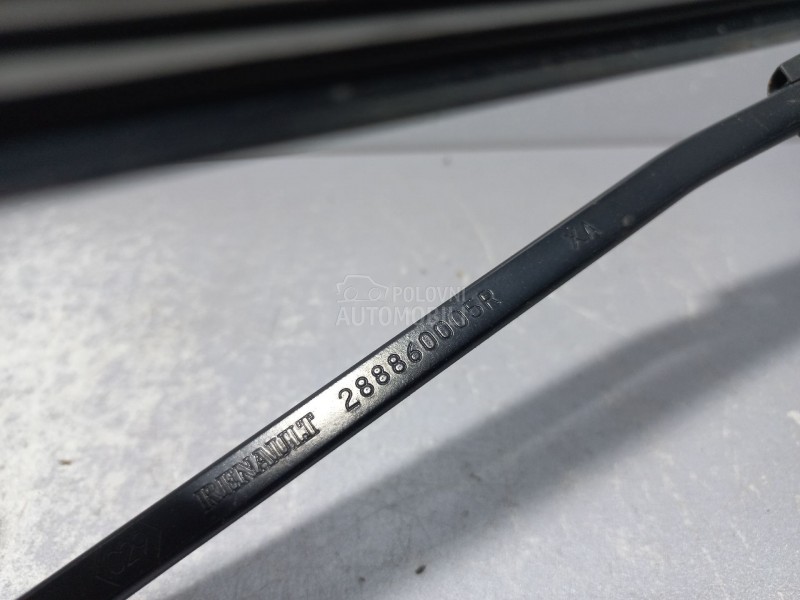 RENAULT 288860005R XA
POLOVNI
AUTOMOBILI